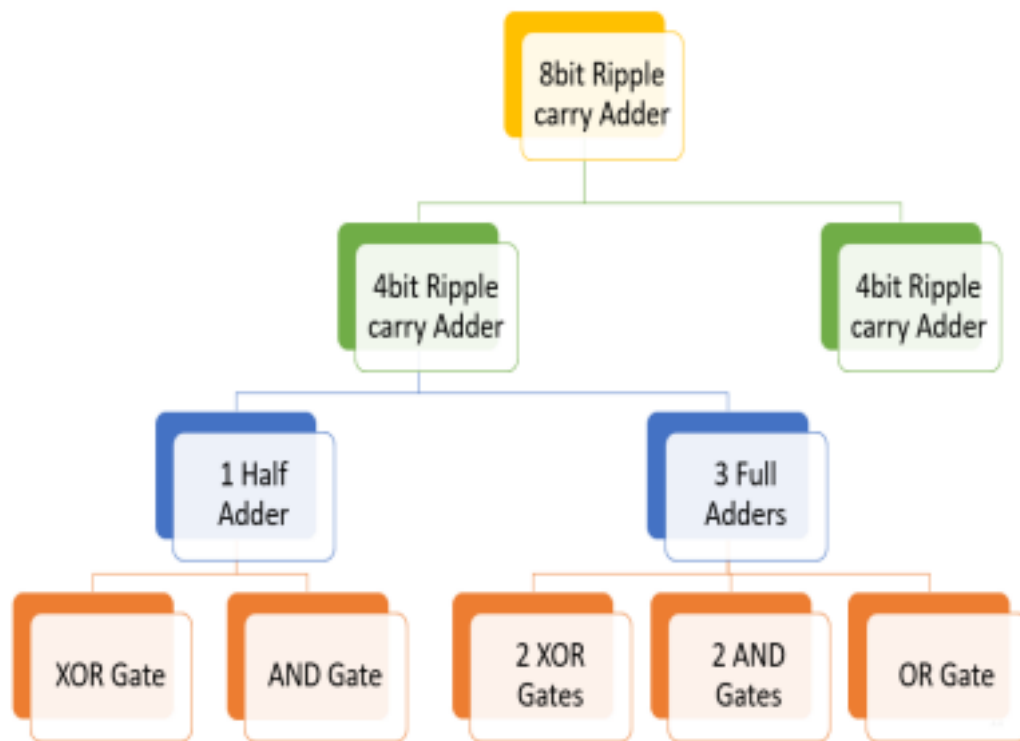 8bit Ripple
carry Adder
4bit Ripple
carry Adder
4bit Ripple
carry Adder
1 Half
Adder
3 Full
Adders
XOR Gate
AND Gate
2 XOR
Gates
2 AND
Gates
OR Gate